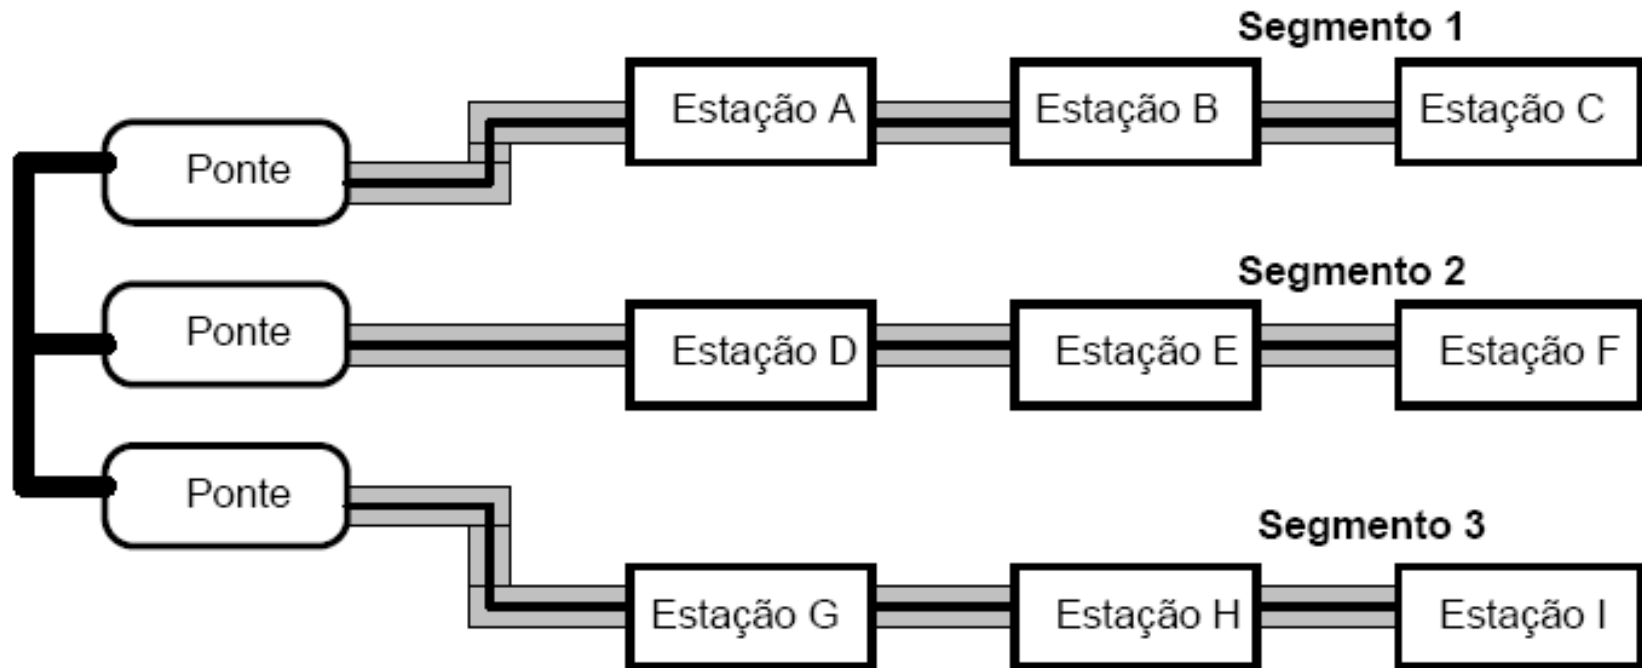 Segmento 1
Ponte
Estação A
Estação B
Estação C
Segmento 2
Ponte
Estação D
Estação E
Estação F
Segmento 3
Ponte
Estação G
Estação H
Estação I